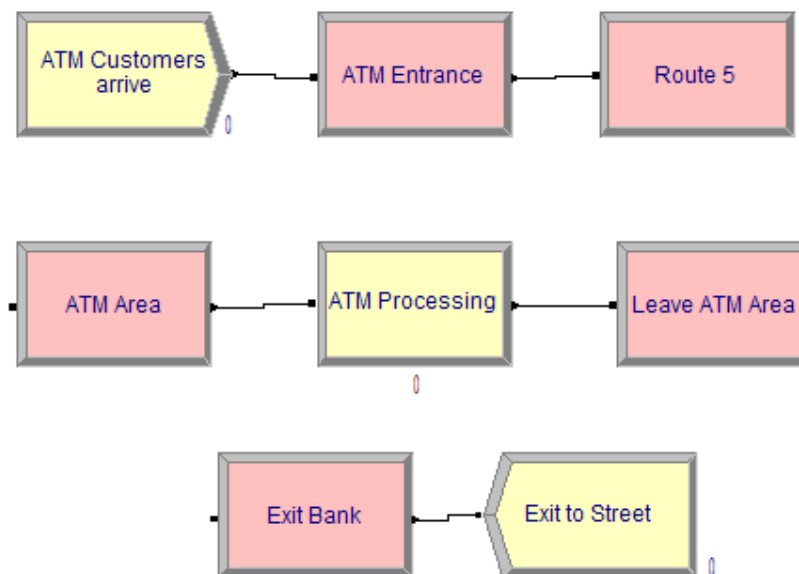 ATM Customers
arrive
ATM Entrance
Route 5
0
ATM Area
ATM Processing
Leave ATM Area
0
Exit Bank
Exit to Street
0